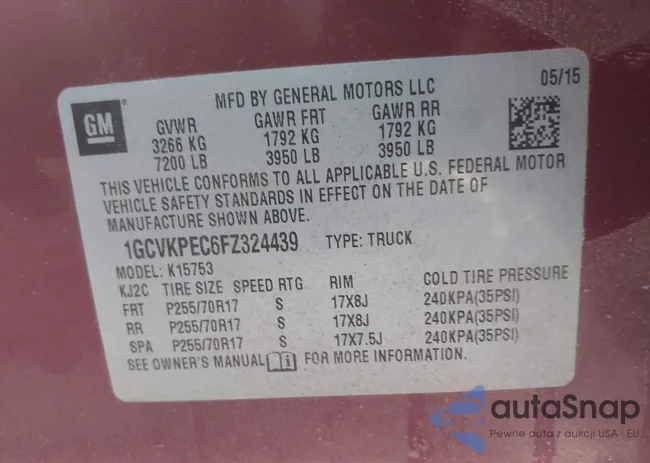 05/15
MFD BY GENERAL MOTORS LLC
GM
GVWR GAWR FRT GAWR RR
3266 KG 1792 KG 1792 KG
7200 LB 3950 LB 3950 LB
THIS VEHICLE CONFORMS TO ALL APPLICABLE U.S. FEDERAL MOTOR
VEHICLE SAFETY STANDARDS IN EFFECT ON THE DATE OF
MANUFACTURE SHOWN ABOVE.
1GCVKPEC6FZ324439 TYPE: TRUCK
MODEL: K15753
KJ2C TIRE SIZE SPEED RTG RIM COLD TIRE PRESSURE
FRT P255/70R17 S 17X8J 240KPA(35PSI)
RR P255/70R17 S 17X8J 240KPA(35PSI)
SPA P255/70R17 S 17X7.5J 240KPA(35PSI)
SEE OWNER'S MANUAL FOR MORE INFORMATION.
autaSnap
Pewne auta z aukcji USA i EU